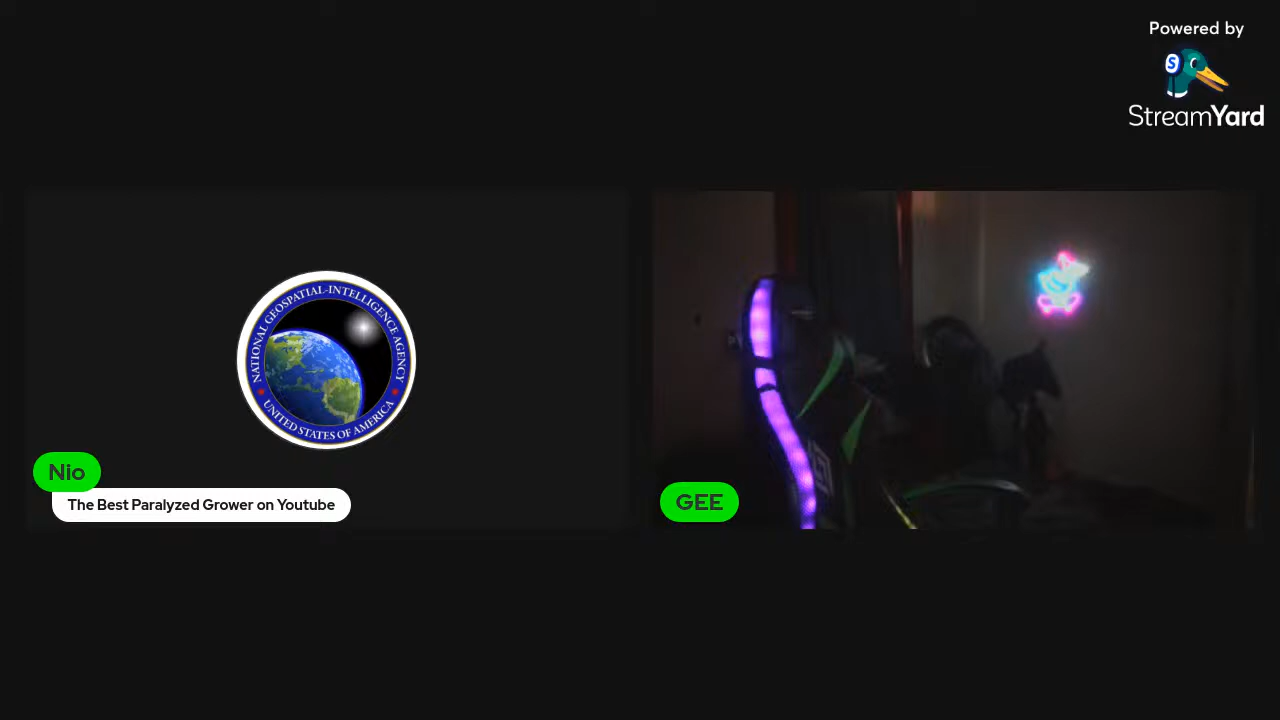 Powered by
S
StreamYard
NATIONAL GEOSPATIAL-INTELLIGENCE AGENCY
UNITED STATES OF AMERICA
Nio
The Best Paralyzed Grower on Youtube
GEE